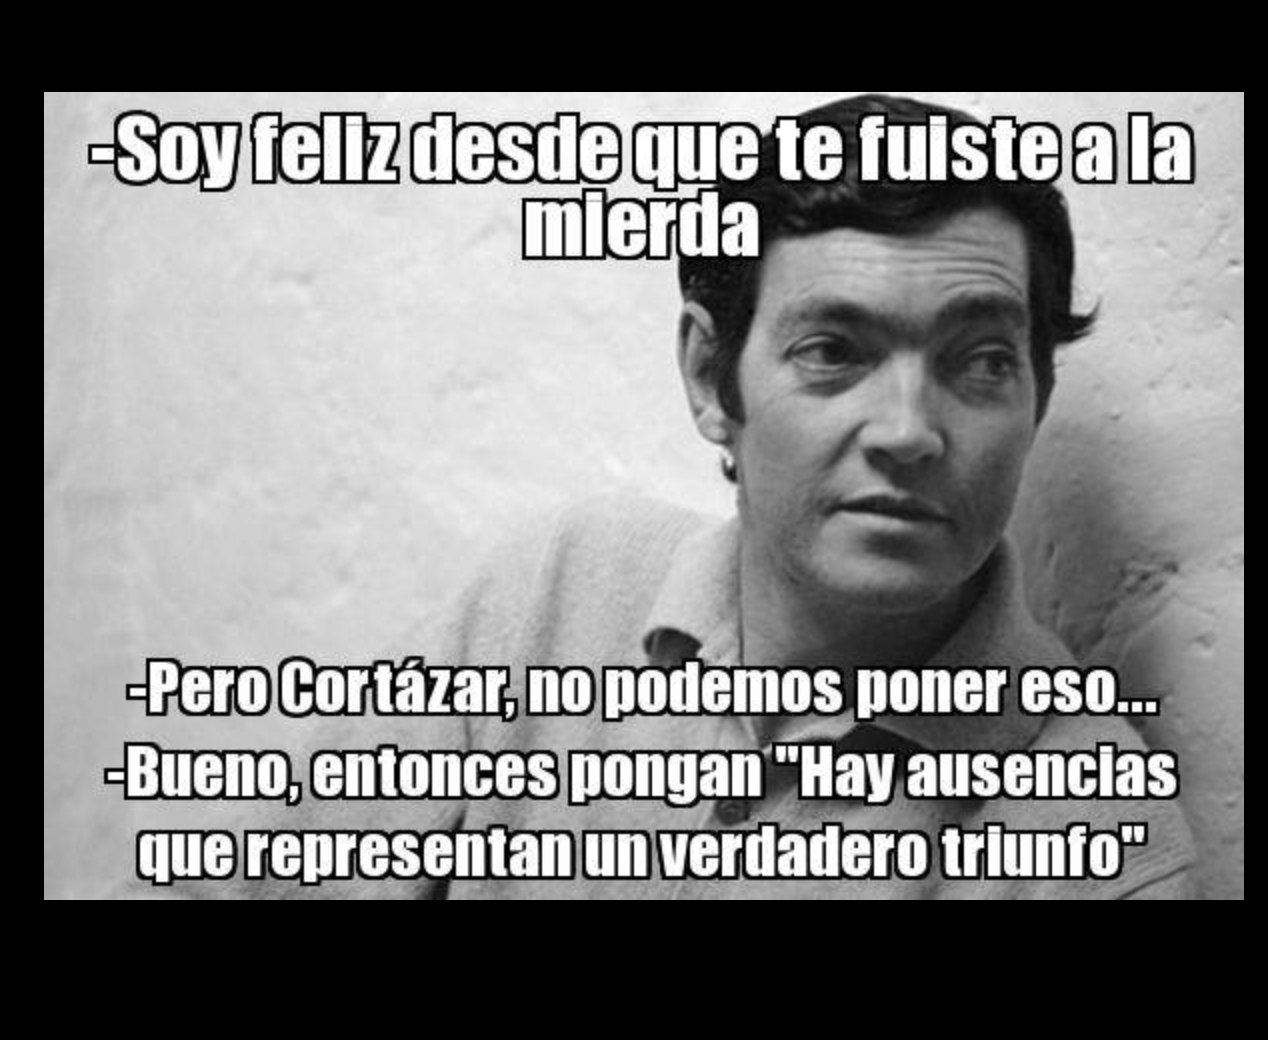 -Soy feliz desde que te fuiste a la
mierda
-Pero Cortázar, no podemos poner eso...
-Bueno, entonces pongan "Hay ausencias
que representan un verdadero triunfo"